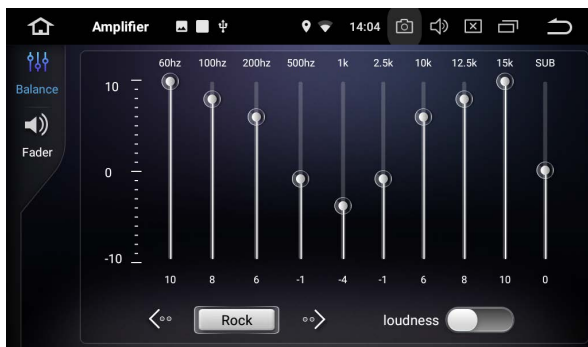 Amplifier 14:04
Balance
Fader
60hz 100hz 200hz 500hz 1k 2.5k 10k 12.5k 15k SUB
10
0
-10
10 8 6 -1 -4 -1 6 8 10 0
Rock
loudness